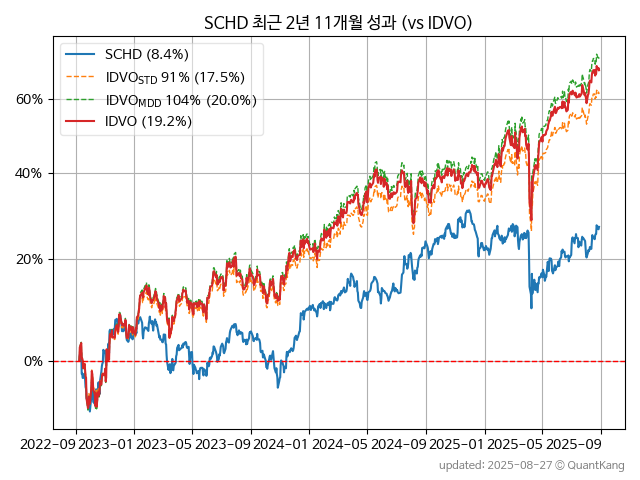 SCHD 최근 2년 11개월 성과 (vs IDVO)
SCHD (8.4%)
IDVO_STD 91% (17.5%)
IDVO_MDD 104% (20.0%)
IDVO (19.2%)
60%
40%
20%
0%
2022-09 2023-01 2023-05 2023-09 2024-01 2024-05 2024-09 2025-01 2025-05 2025-09
updated: 2025-08-27 © QuantKang